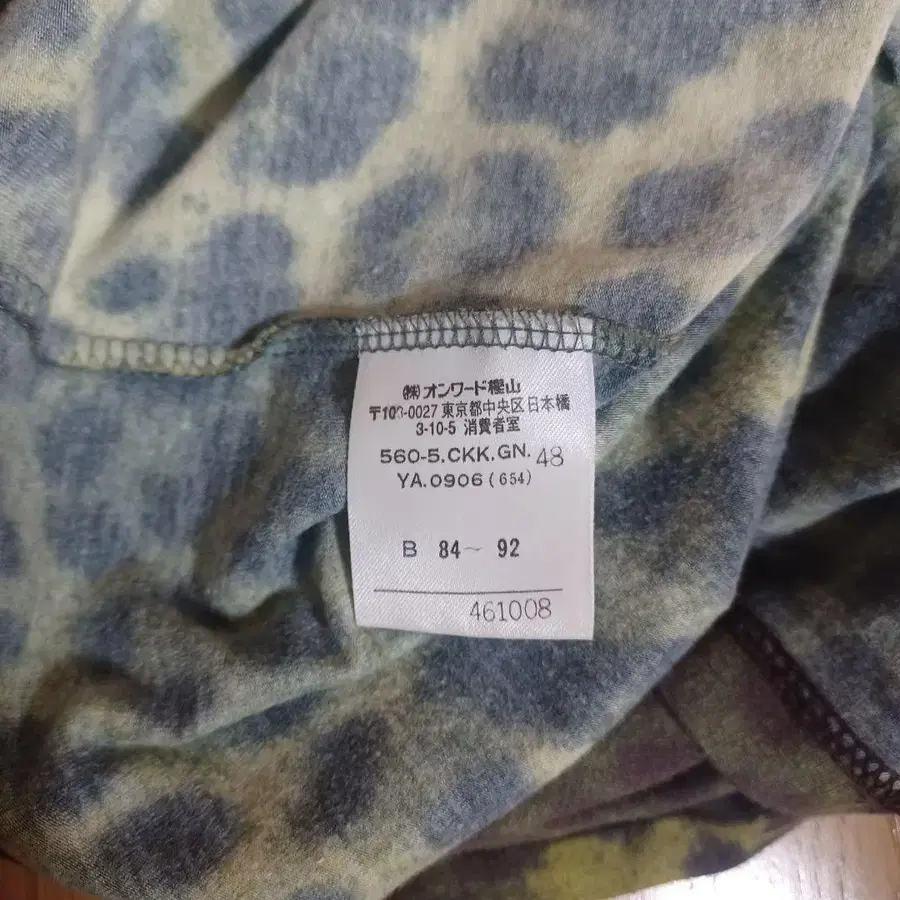 ㈱オンワード樫山
〒103-0027 東京都中央区日本橋
3-10-5 消費者室
560-5.CKK.GN. 48
YA.0906 (654)
B 84～ 92
461008